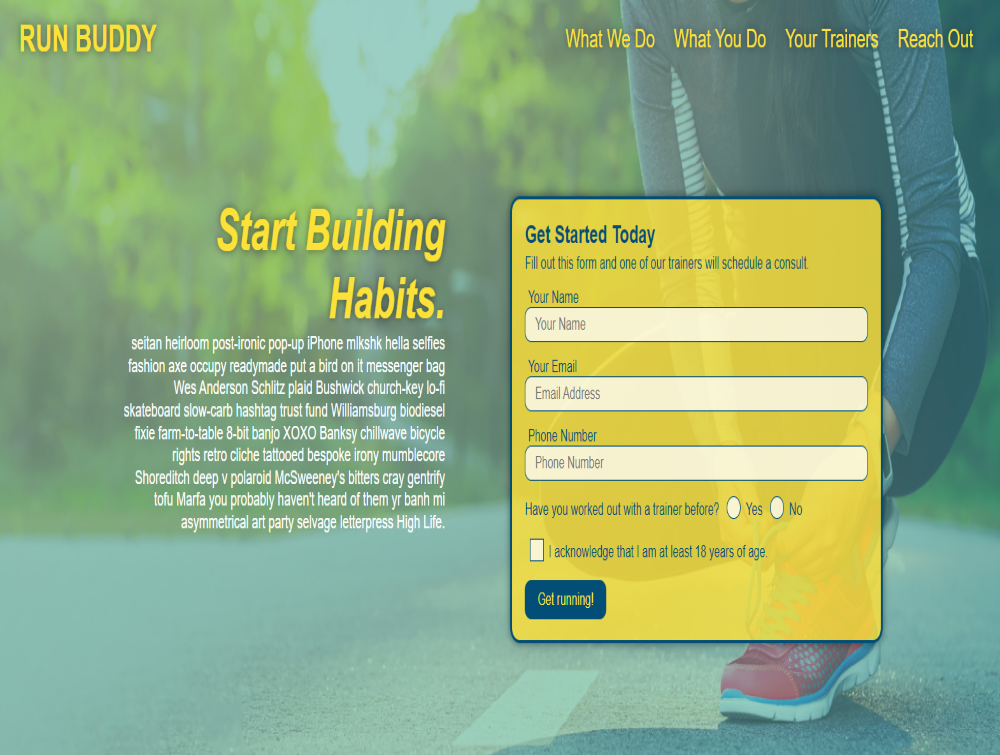 RUN BUDDY
What We Do
What You Do
Your Trainers
Reach Out
Start Building
Habits.
seitan heirloom post-ironic pop-up iPhone mlkshk hella selfies
fashion axe occupy readymade put a bird on it messenger bag
Wes Anderson Schlitz plaid Bushwick church-key lo-fi
skateboard slow-carb hashtag trust fund Williamsburg biodiesel
fixie farm-to-table 8-bit banjo XOXO Banksy chillwave bicycle
rights retro cliche tattooed bespoke irony mumblecore
Shoreditch deep v polaroid McSweeney's bitters cray gentrify
tofu Marfa you probably haven't heard of them yr banh mi
asymmetrical art party selvage letterpress High Life.
Get Started Today
Fill out this form and one of our trainers will schedule a consult.
Your Name
Your Name
Your Email
Email Address
Phone Number
Phone Number
Have you worked out with a trainer before? Yes No
I acknowledge that I am at least 18 years of age.
Get running!